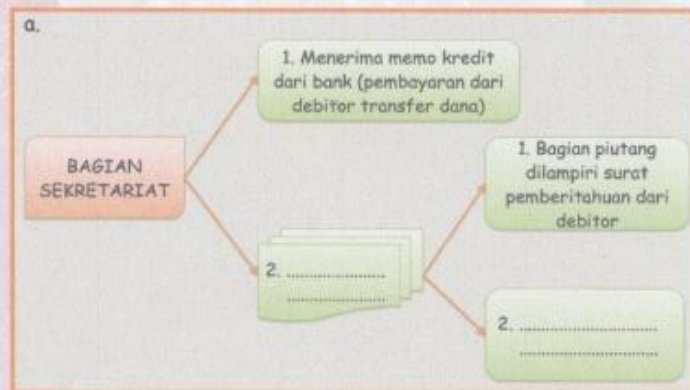 a.
1. Menerima memo kredit
dari bank (pembayaran dari
debitor transfer dana)
BAGIAN
SEKRETARIAT
2. ....................
....................
1. Bagian piutang
dilampiri surat
pemberitahuan dari
debitor
2. ............................
............................